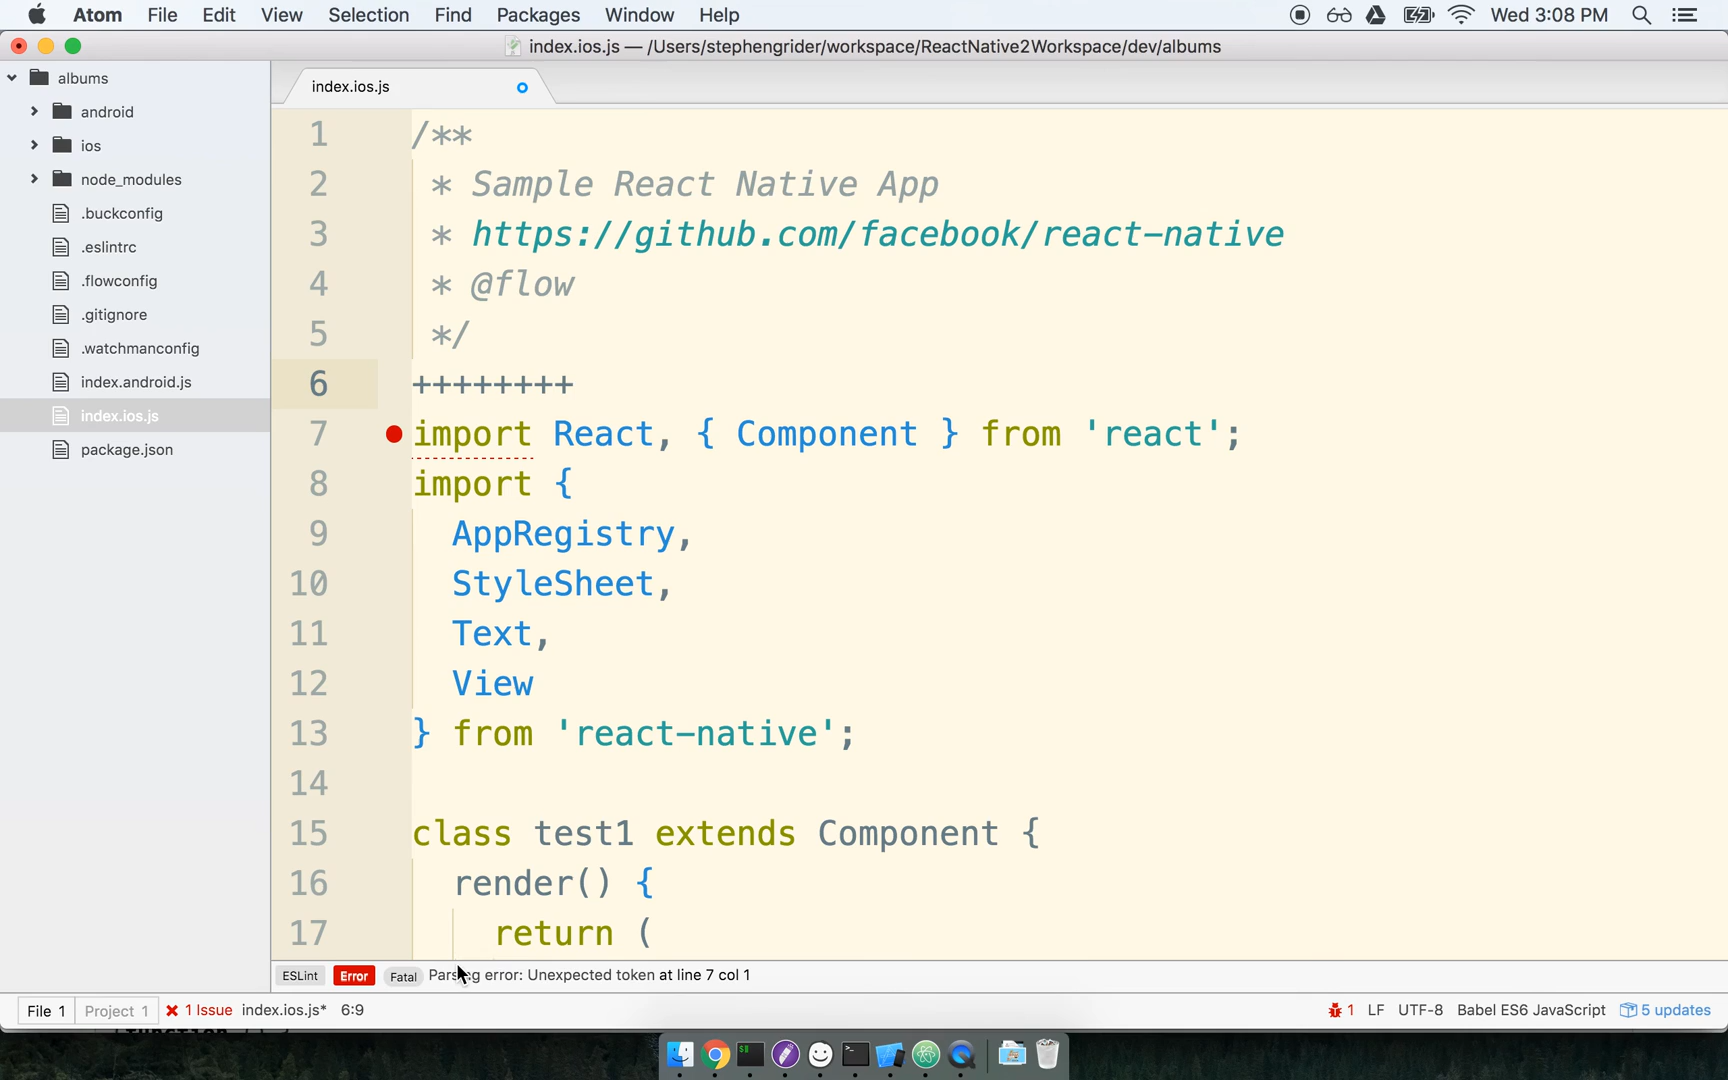 Atom File Edit View Selection Find Packages Window Help Wed 3:08 PM
index.ios.js — /Users/stephengrider/workspace/ReactNative2Workspace/dev/albums
albums
android
ios
node_modules
.buckconfig
.eslintrc
.flowconfig
.gitignore
.watchmanconfig
index.android.js
index.ios.js
package.json
index.ios.js
1 /**
2 * Sample React Native App
3 * https://github.com/facebook/react-native
4 * @flow
5 */
6 ++++++++
7 import React, { Component } from 'react';
8 import {
9 AppRegistry,
10 StyleSheet,
11 Text,
12 View
13 } from 'react-native';
14
15 class test1 extends Component {
16 render() {
17 return (
ESLint Error Fatal error: Unexpected token at line 7 col 1
File 1 Project 1 1 Issue index.ios.js* 6:9 1 LF UTF-8 Babel ES6 JavaScript 5 updates